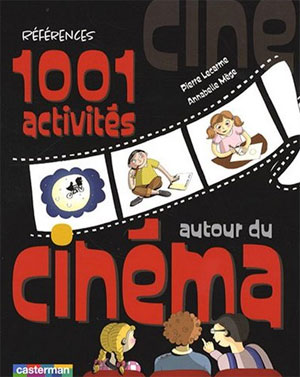 ciné
RÉFÉRENCES
1001
activités
Pierre Lecarme
Annabelle Mège
autour du
cinéma
casterman